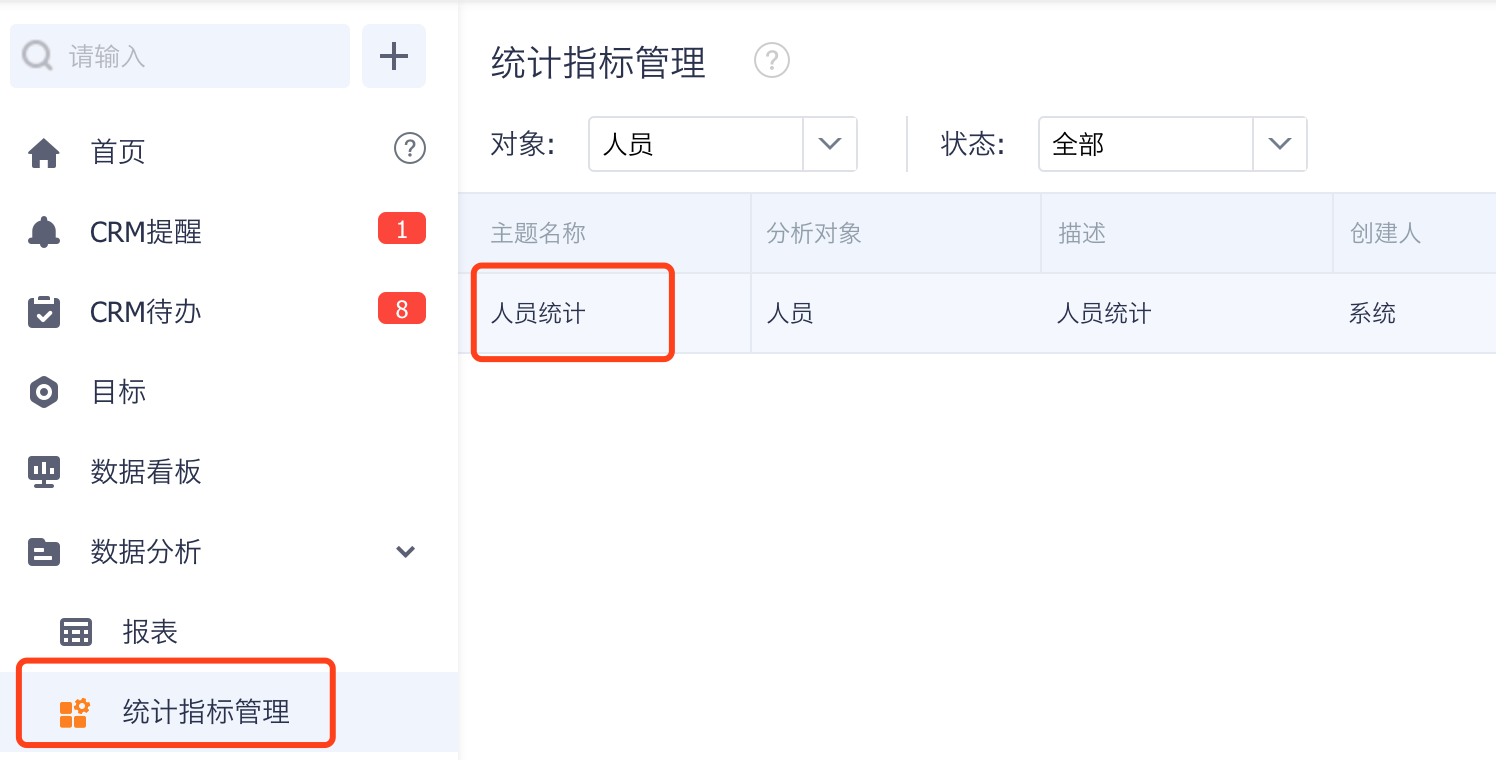 请输入
首页
CRM提醒 1
CRM待办 8
目标
数据看板
数据分析
报表
统计指标管理
统计指标管理 ?
对象: 人员 状态: 全部
主题名称 分析对象 描述 创建人
人员统计 人员 人员统计 系统